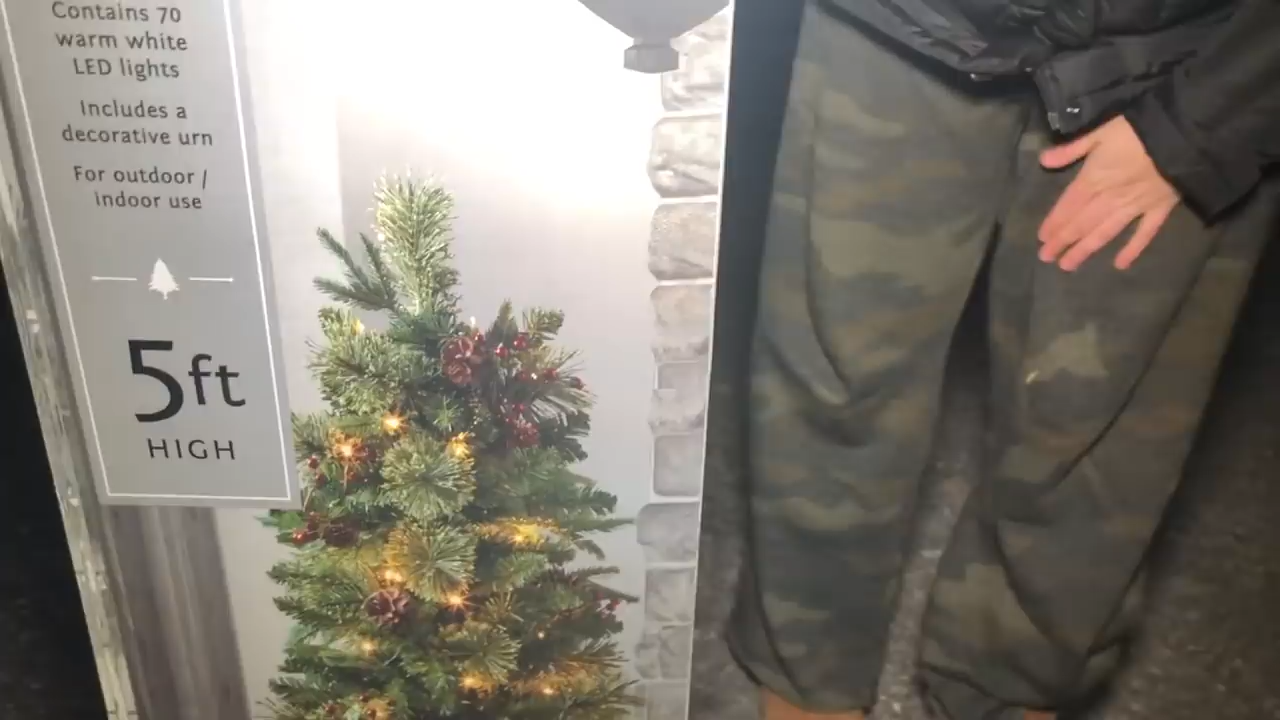 Contains 70
warm white
LED lights
Includes a
decorative urn
For outdoor /
indoor use
5ft
HIGH